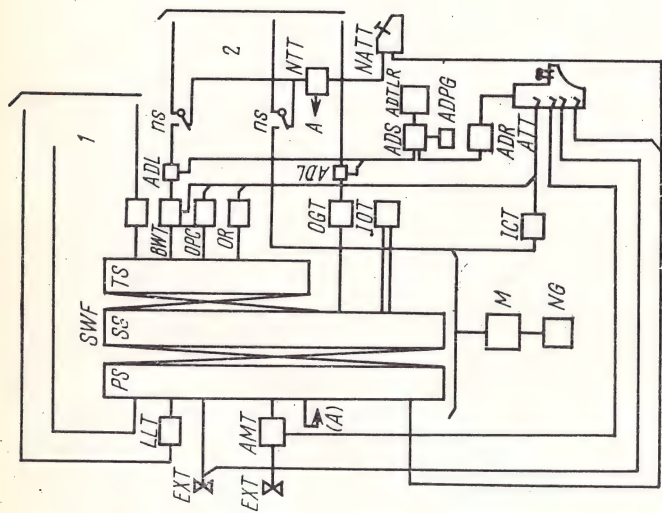 1
2
ADL
ns
NTT
A
NATT
ns
ADTLR
ADS
ADPG
ADL
ADR
ATT
BWT
OPC
OR
OGT
IOT
ICT
TS
SWF
SS
PS
M
NG
LLT
AMT
(A)
EXT
EXT